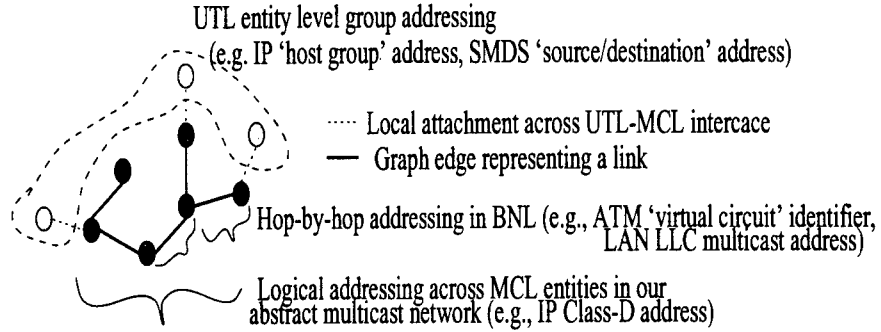 UTL entity level group addressing
(e.g. IP 'host group' address, SMDS 'source/destination' address)
Local attachment across UTL-MCL intercace
Graph edge representing a link
Hop-by-hop addressing in BNL (e.g., ATM 'virtual circuit' identifier,
LAN LLC multicast address)
Logical addressing across MCL entities in our
abstract multicast network (e.g., IP Class-D address)